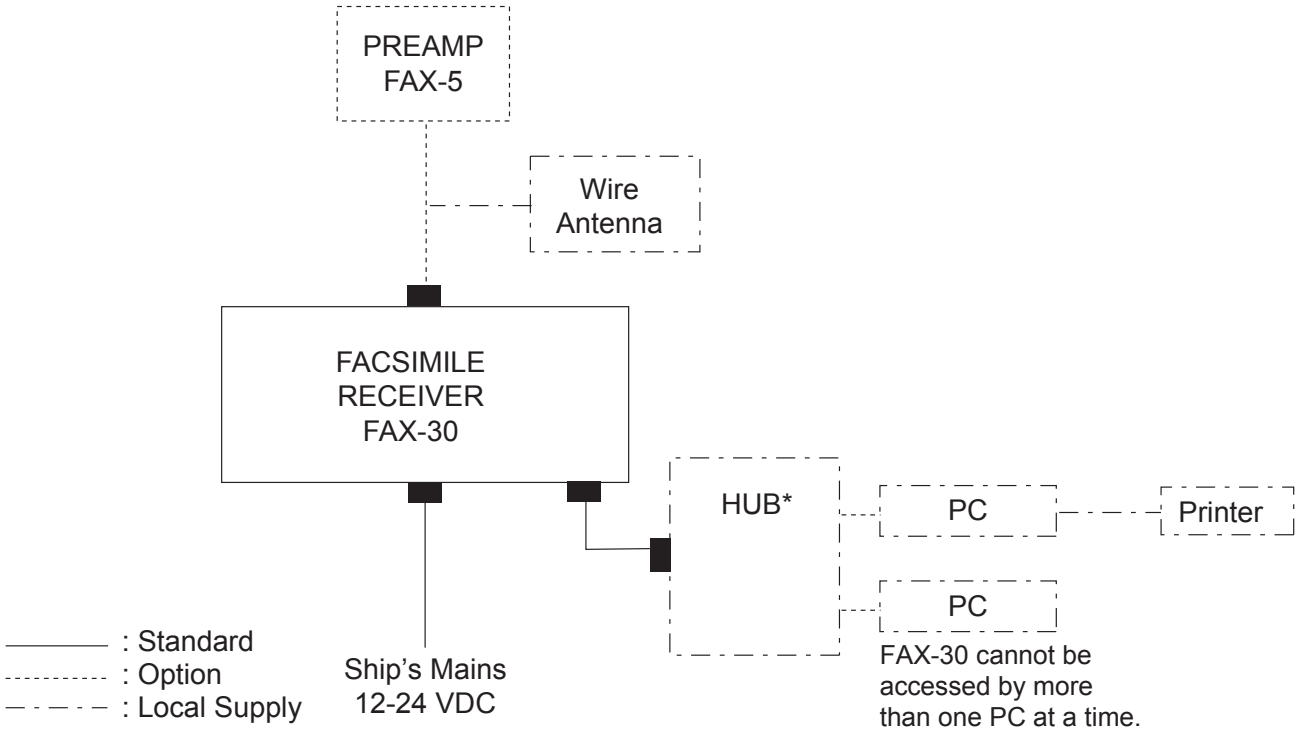 PREAMP
FAX-5
Wire
Antenna
FACSIMILE
RECEIVER
FAX-30
HUB*
PC
Printer
PC
FAX-30 cannot be
accessed by more
than one PC at a time.
Ship's Mains
12-24 VDC
: Standard
: Option
: Local Supply